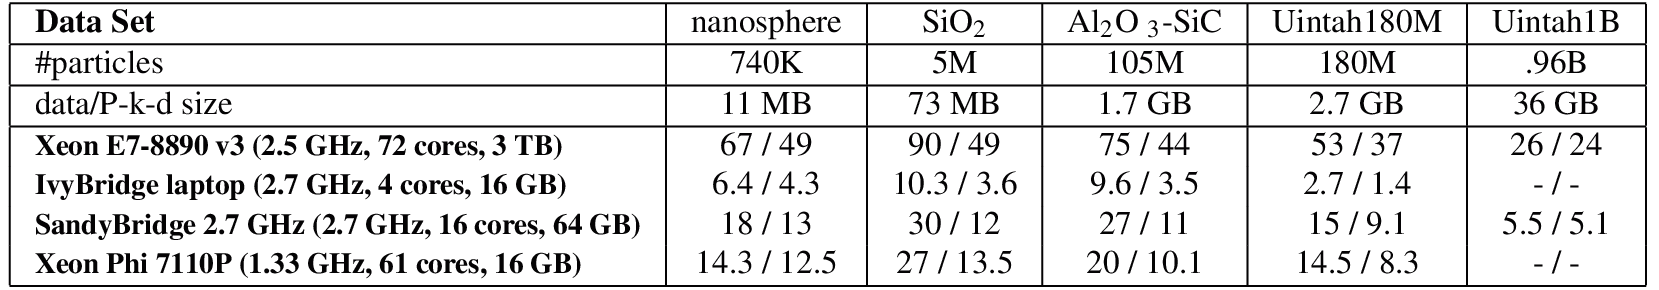 Data Set nanosphere SiO2 Al2O 3-SiC Uintah180M Uintah1B
#particles 740K 5M 105M 180M .96B
data/P-k-d size 11 MB 73 MB 1.7 GB 2.7 GB 36 GB
Xeon E7-8890 v3 (2.5 GHz, 72 cores, 3 TB) 67 / 49 90 / 49 75 / 44 53 / 37 26 / 24
IvyBridge laptop (2.7 GHz, 4 cores, 16 GB) 6.4 / 4.3 10.3 / 3.6 9.6 / 3.5 2.7 / 1.4 - / -
SandyBridge 2.7 GHz (2.7 GHz, 16 cores, 64 GB) 18 / 13 30 / 12 27 / 11 15 / 9.1 5.5 / 5.1
Xeon Phi 7110P (1.33 GHz, 61 cores, 16 GB) 14.3 / 12.5 27 / 13.5 20 / 10.1 14.5 / 8.3 - / -